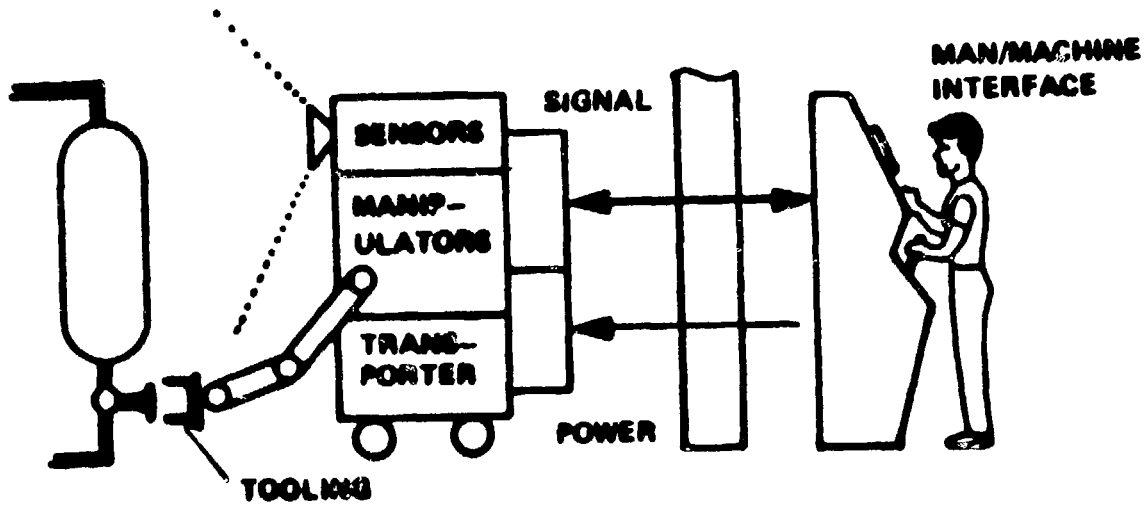 MAN/MACHINE
INTERFACE
SIGNAL
SENSORS
MANIP-
ULATORS
TRANS-
PORTER
POWER
TOOLING